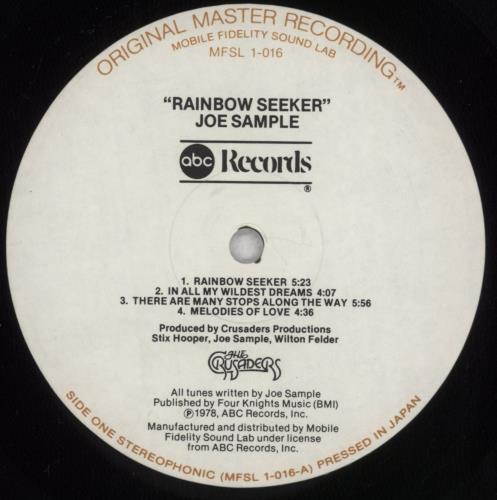 ORIGINAL MASTER RECORDING™
MOBILE FIDELITY SOUND LAB
MFSL 1-016
"RAINBOW SEEKER"
JOE SAMPLE
abc Records®
1. RAINBOW SEEKER 5:23
2. IN ALL MY WILDEST DREAMS 4:07
3. THERE ARE MANY STOPS ALONG THE WAY 5:56
4. MELODIES OF LOVE 4:36
Produced by Crusaders Productions
Stix Hooper, Joe Sample, Wilton Felder
THE CRUSADERS
All tunes written by Joe Sample
Published by Four Knights Music (BMI)
℗1978, ABC Records, Inc.
Manufactured and distributed by Mobile
Fidelity Sound Lab under license
from ABC Records, Inc.
SIDE ONE STEREOPHONIC (MFSL 1-016-A) PRESSED IN JAPAN